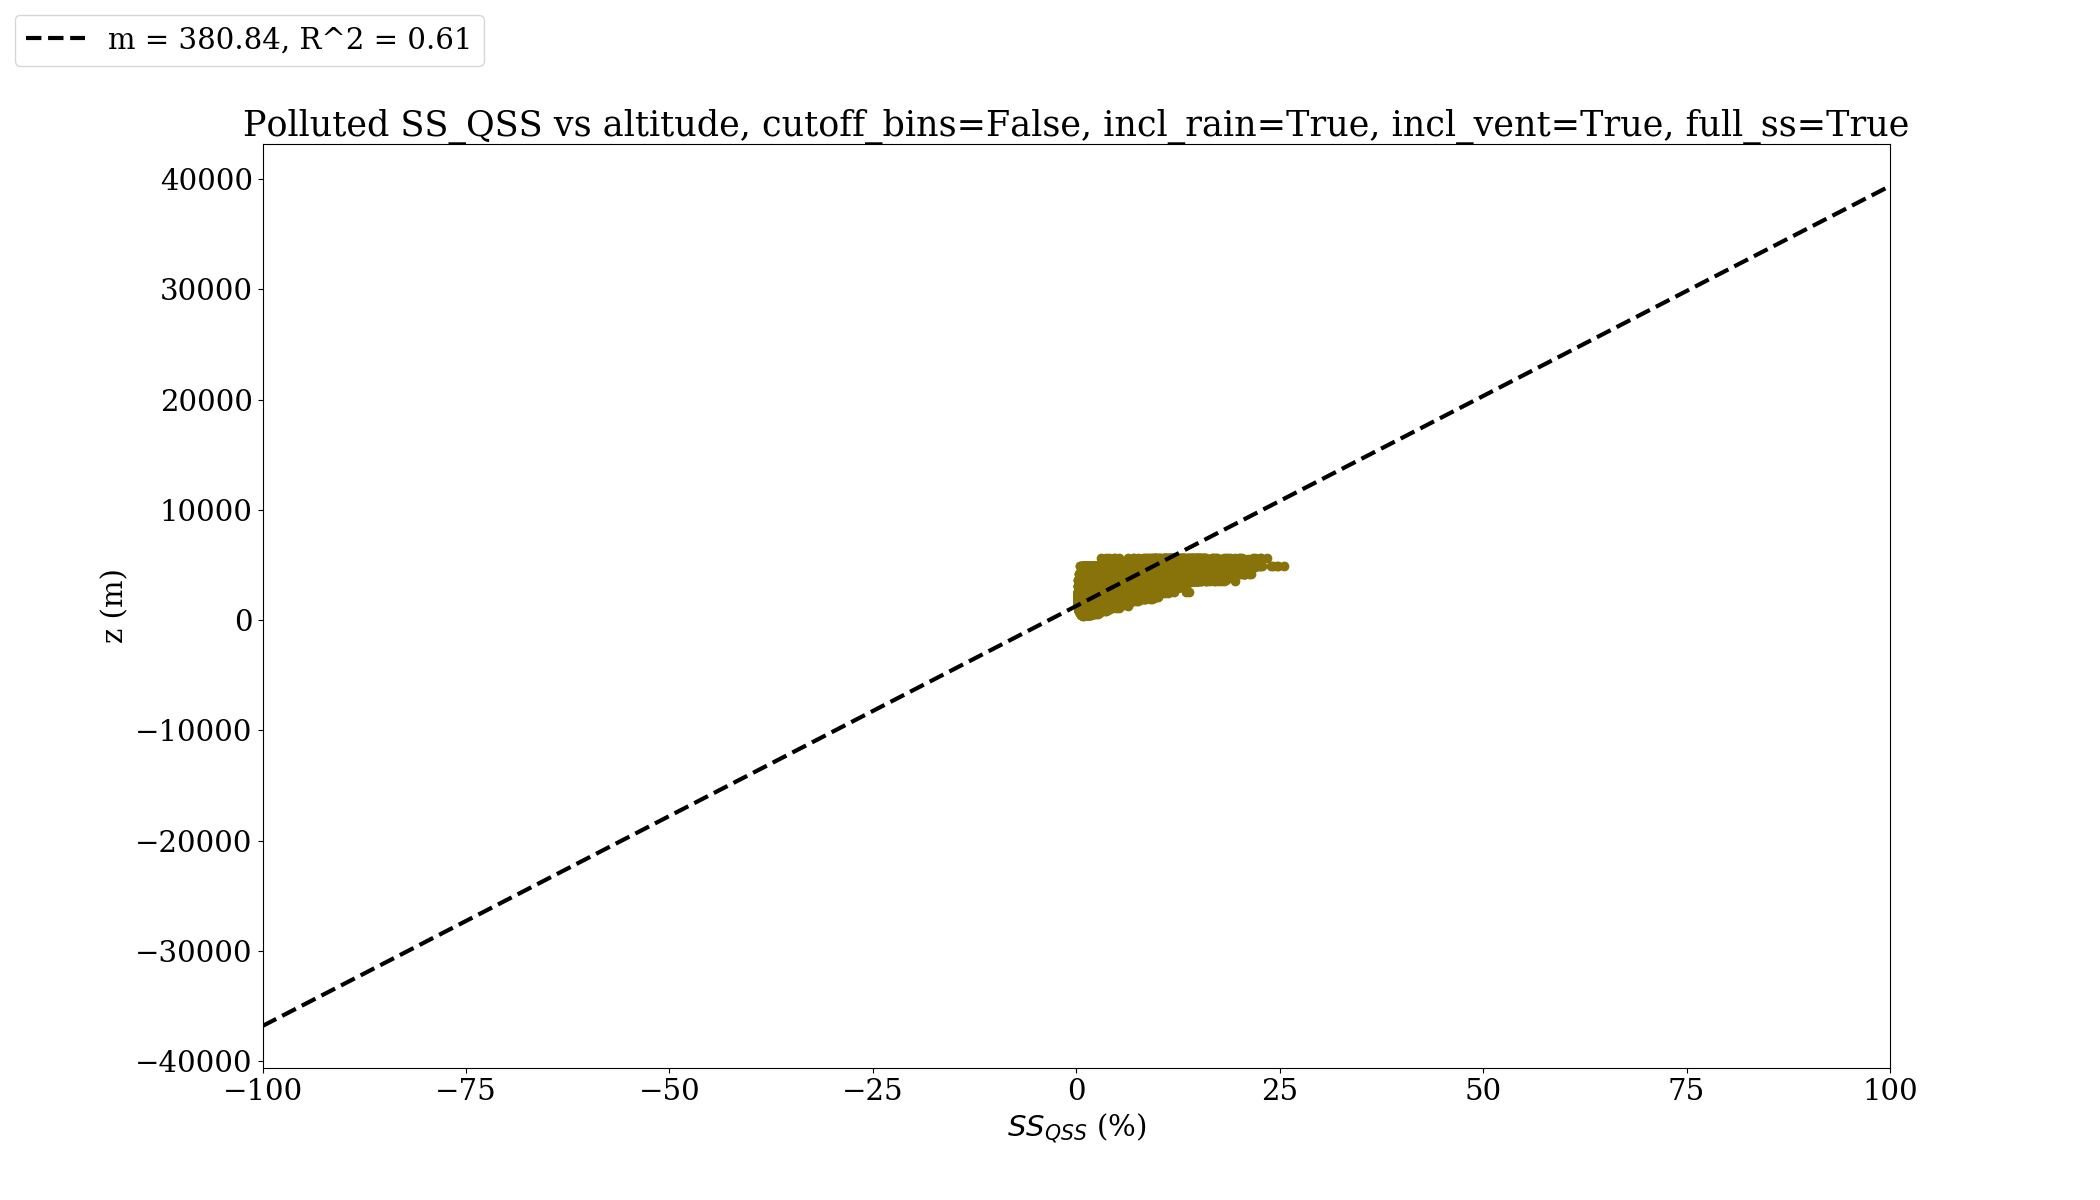 m = 380.84, R^2 = 0.61
Polluted SS_QSS vs altitude, cutoff_bins=False, incl_rain=True, incl_vent=True, full_ss=True
40000
30000
20000
10000
0
−10000
−20000
−30000
−40000
z (m)
−100 −75 −50 −25 0 25 50 75 100
SS_QSS (%)